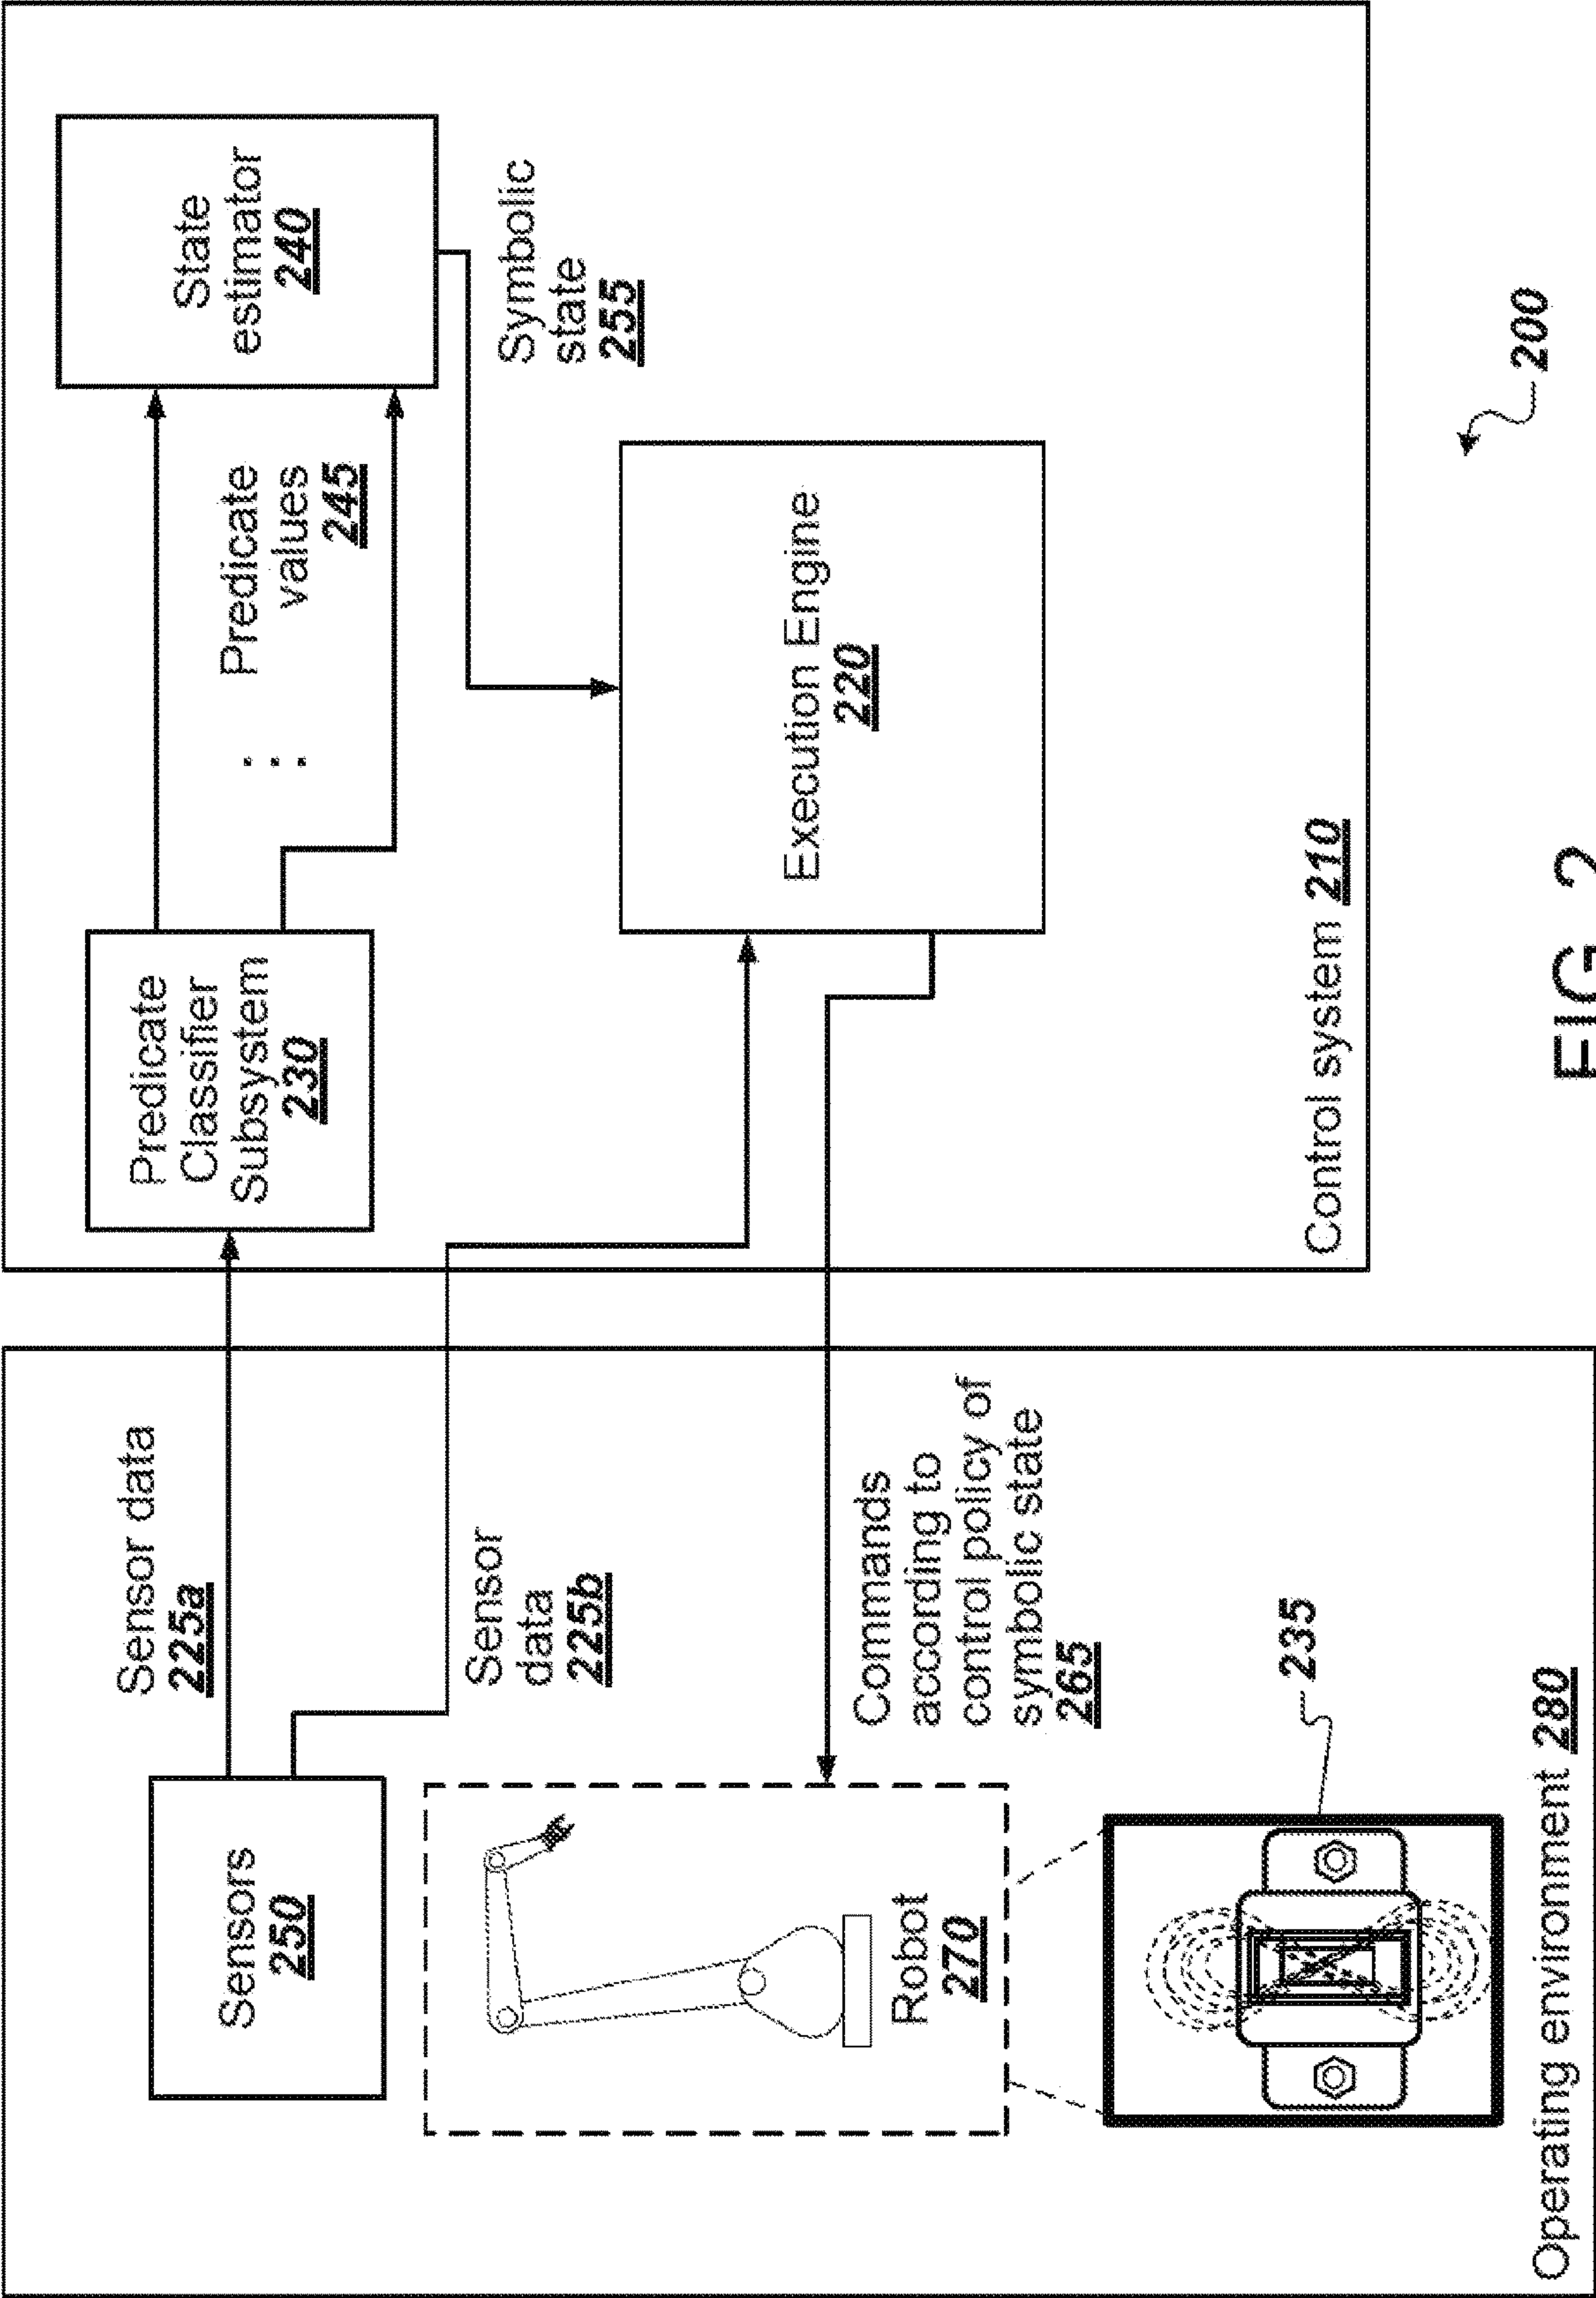 Sensors
250
Sensor data
225a
Sensor
data
225b
Robot
270
Commands
according to
control policy of
symbolic state
265
235
Operating environment 280
Predicate
Classifier
Subsystem
230
Predicate
values
245
State
estimator
240
Symbolic
state
255
Execution Engine
220
Control system 210
200
FIG. 2